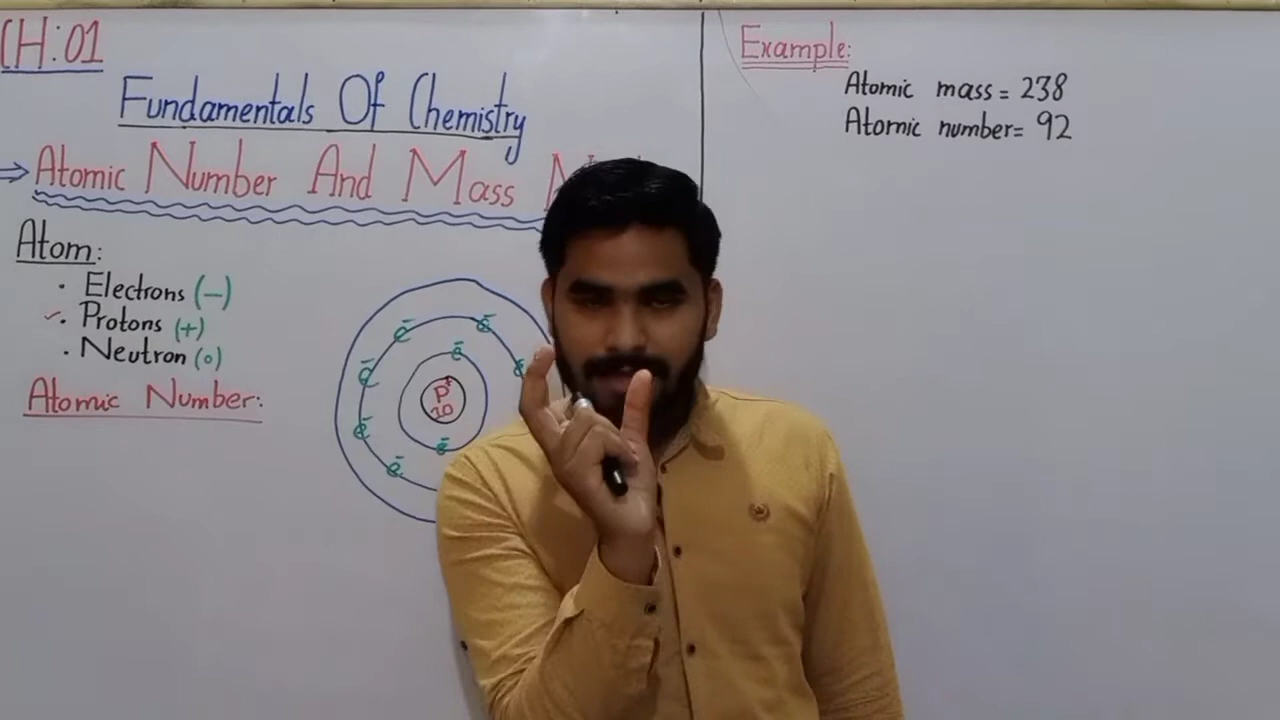 CH:01
Fundamentals Of Chemistry
⇒ Atomic Number And Mass
Atom:
· Electrons (−)
✓· Protons (+)
· Neutron (o)
Atomic Number:
e⁻ e⁻
e⁻ e⁻
P⁺
20
e⁻ e⁻
e⁻
Example:
Atomic mass = 238
Atomic number= 92